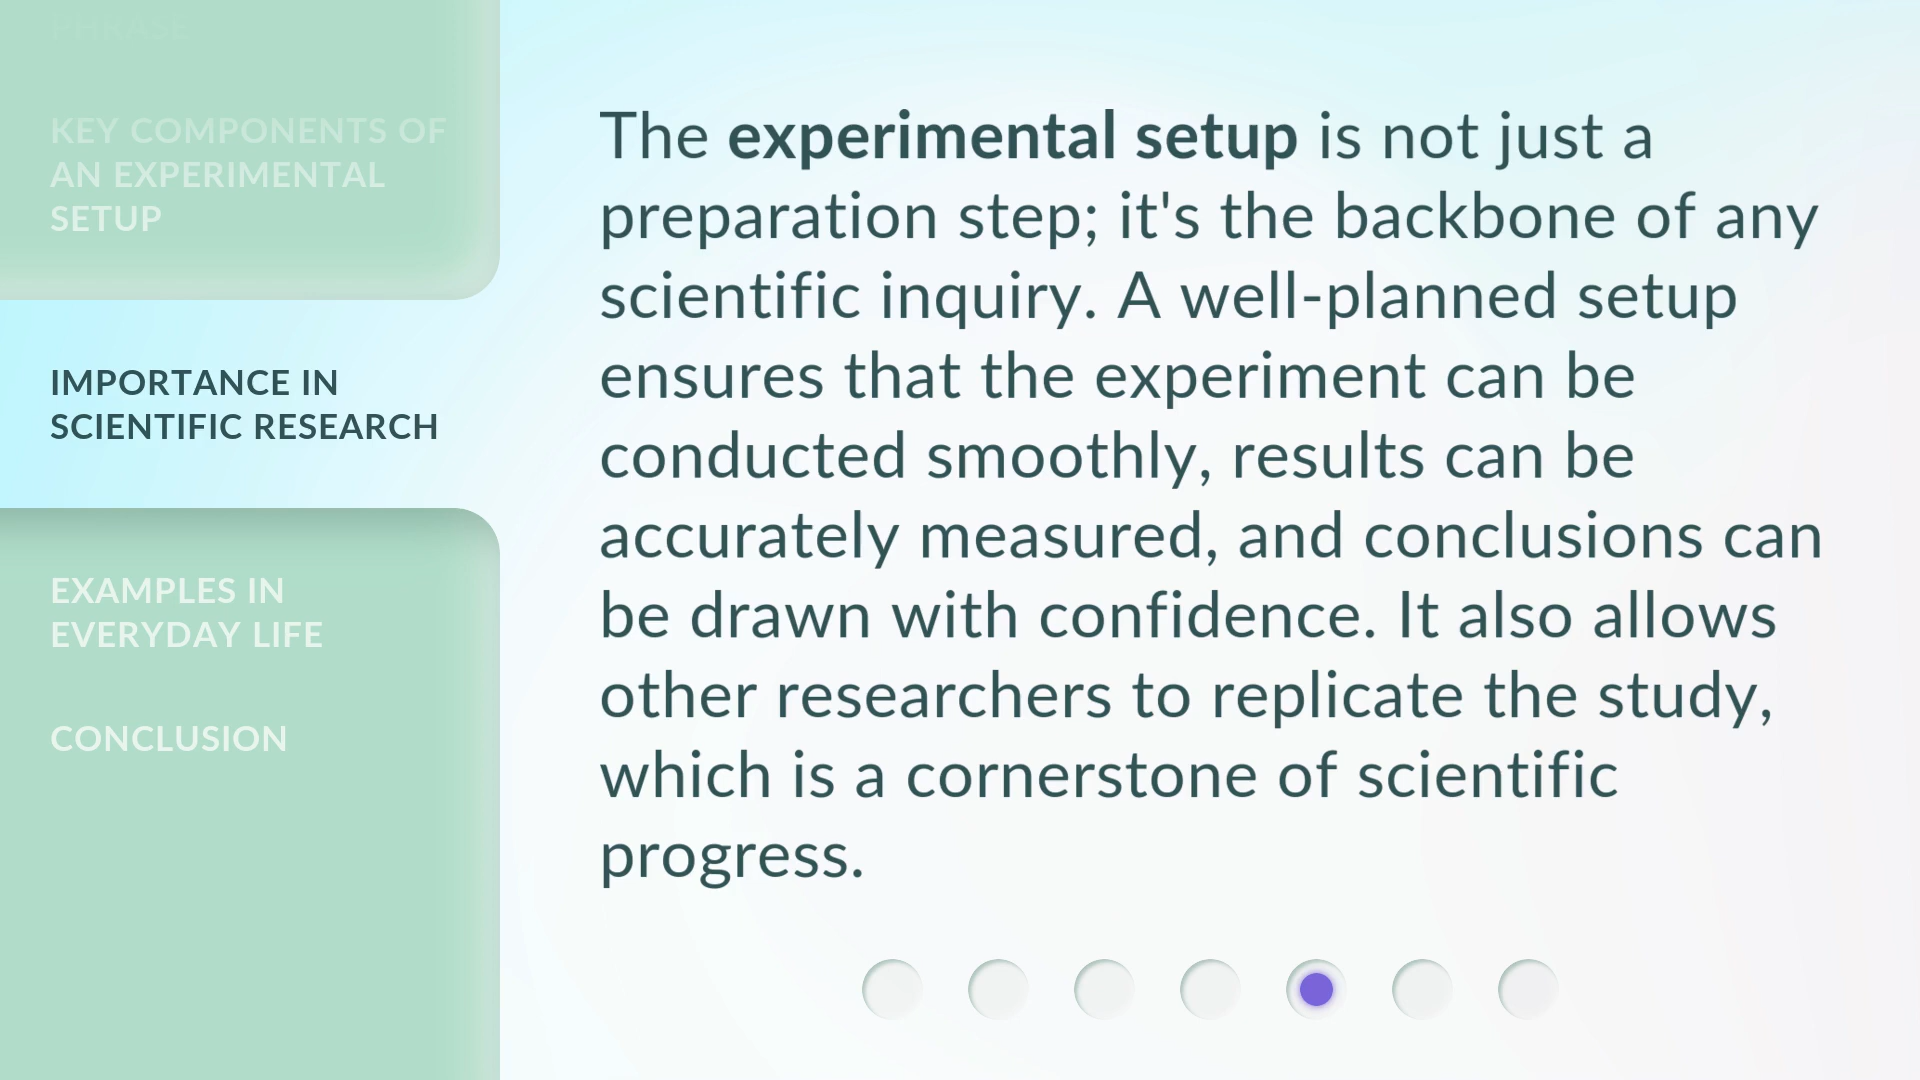 PHRASE
KEY COMPONENTS OF
AN EXPERIMENTAL
SETUP
IMPORTANCE IN
SCIENTIFIC RESEARCH
EXAMPLES IN
EVERYDAY LIFE
CONCLUSION
The experimental setup is not just a
preparation step; it's the backbone of any
scientific inquiry. A well-planned setup
ensures that the experiment can be
conducted smoothly, results can be
accurately measured, and conclusions can
be drawn with confidence. It also allows
other researchers to replicate the study,
which is a cornerstone of scientific
progress.